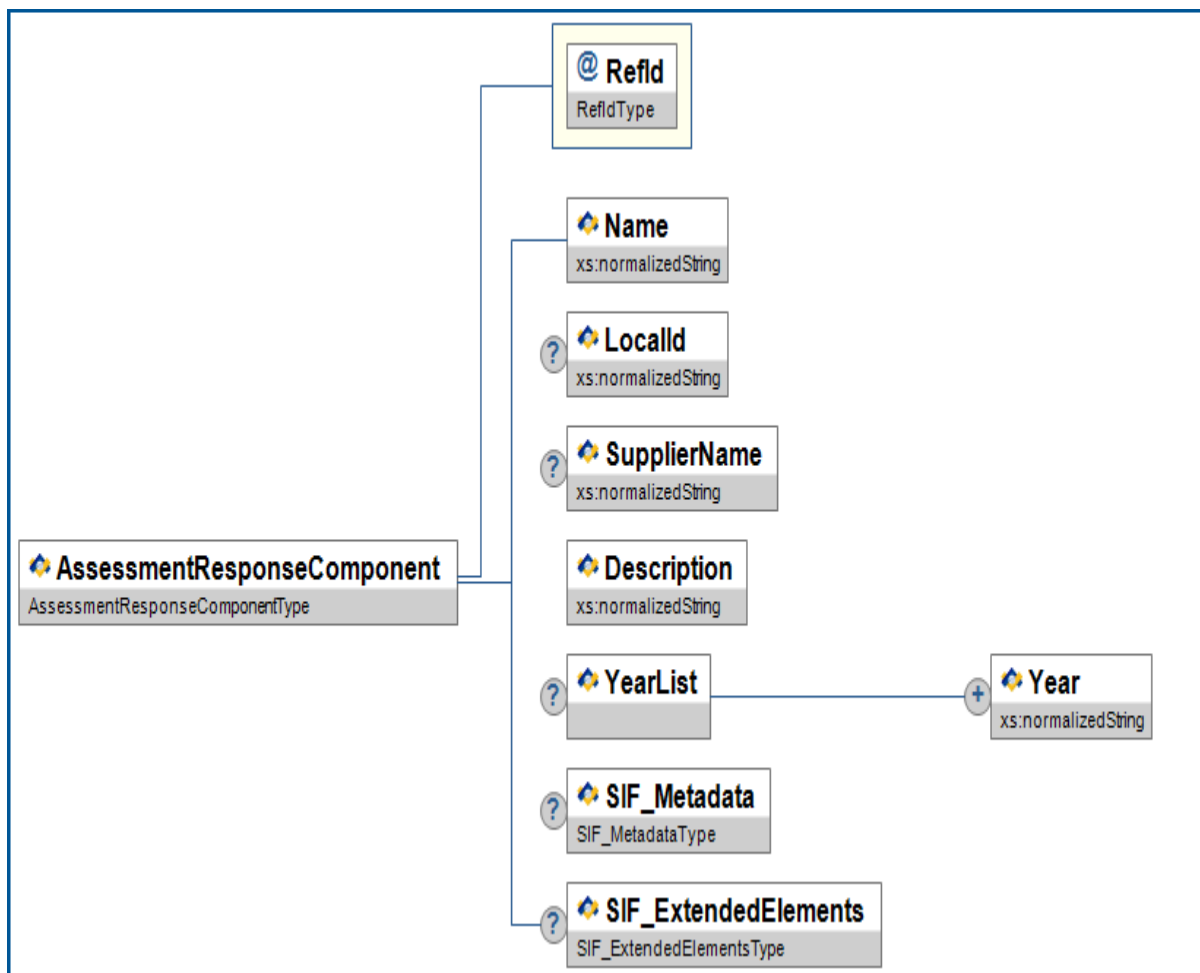 @ RefId
RefIdType
Name
xs:normalizedString
? LocalId
xs:normalizedString
? SupplierName
xs:normalizedString
AssessmentResponseComponent
AssessmentResponseComponentType
Description
xs:normalizedString
? YearList
+ Year
xs:normalizedString
? SIF_Metadata
SIF_MetadataType
? SIF_ExtendedElements
SIF_ExtendedElementsType